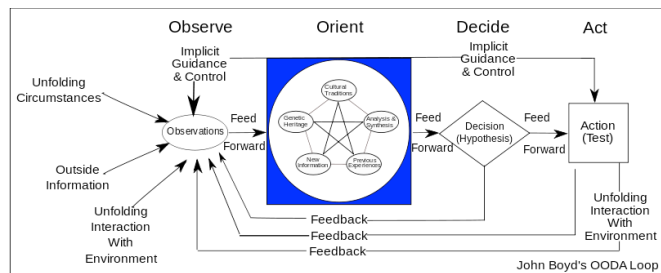 Observe
Orient
Decide
Act
Implicit
Guidance
& Control
Implicit
Guidance
& Control
Unfolding
Circumstances
Observations
Feed
Forward
Cultural
Traditions
Genetic
Heritage
Analysis &
Synthesis
New
Information
Previous
Experiences
Feed
Forward
Decision
(Hypothesis)
Feed
Forward
Action
(Test)
Outside
Information
Unfolding
Interaction
With
Environment
Unfolding
Interaction
With
Environment
Feedback
Feedback
Feedback
John Boyd's OODA Loop